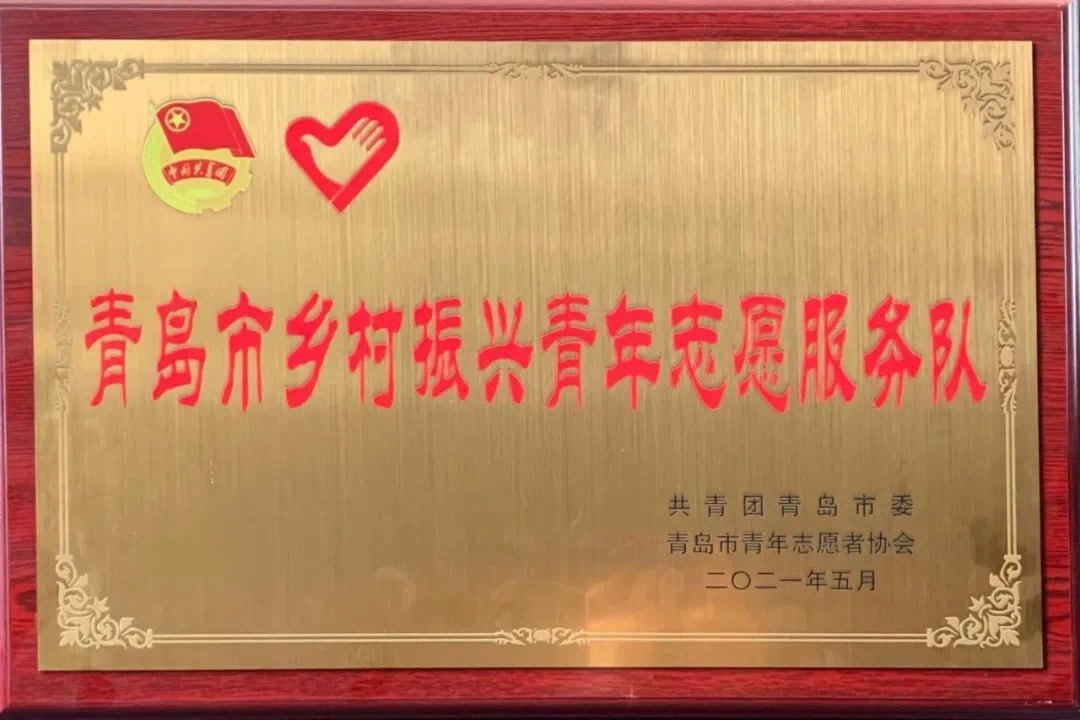 中国共青团
青岛市乡村振兴青年志愿服务队
共青团青岛市委
青岛市青年志愿者协会
二〇二一年五月